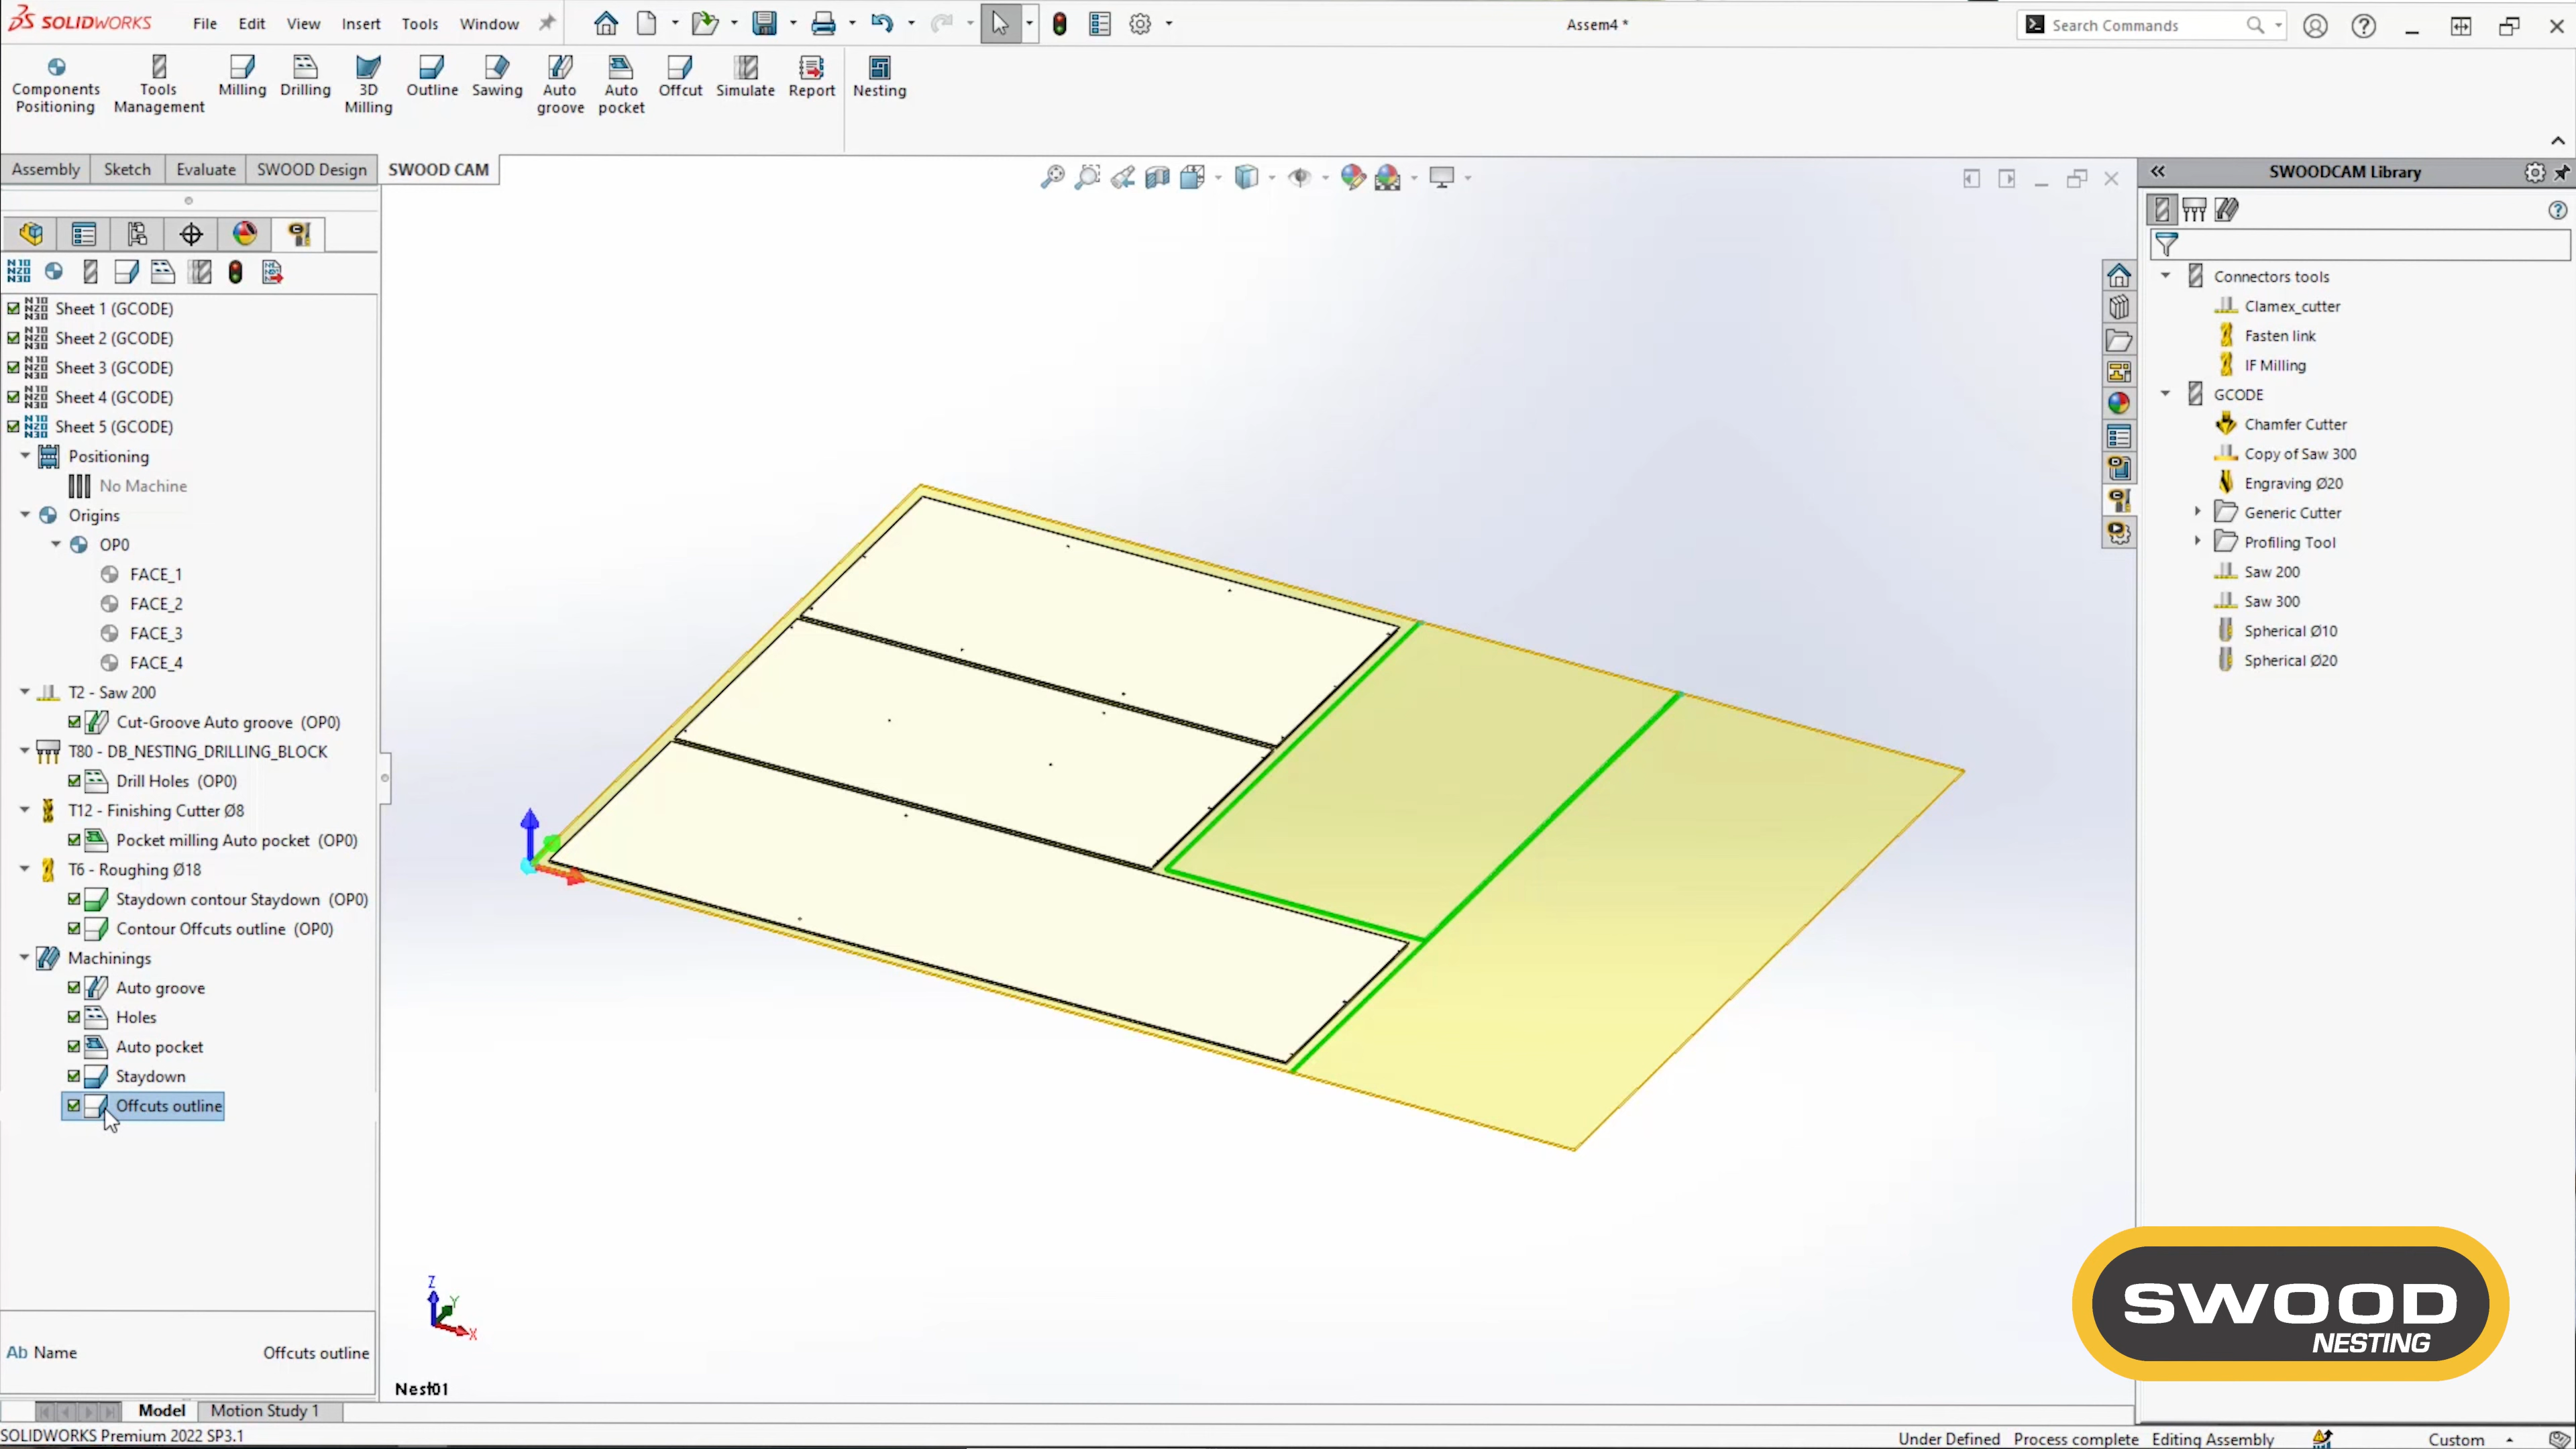 SOLIDWORKS File Edit View Insert Tools Window Assem4 * Search Commands
Components Positioning
Tools Management
Milling
Drilling
3D Milling
Outline
Sawing
Auto groove
Auto pocket
Offcut
Simulate
Report
Nesting
Assembly Sketch Evaluate SWOOD Design SWOOD CAM
Sheet 1 (GCODE)
Sheet 2 (GCODE)
Sheet 3 (GCODE)
Sheet 4 (GCODE)
Sheet 5 (GCODE)
Positioning
No Machine
Origins
OP0
FACE_1
FACE_2
FACE_3
FACE_4
T2 - Saw 200
Cut-Groove Auto groove (OP0)
T80 - DB_NESTING_DRILLING_BLOCK
Drill Holes (OP0)
T12 - Finishing Cutter Ø8
Pocket milling Auto pocket (OP0)
T6 - Roughing Ø18
Staydown contour Staydown (OP0)
Contour Offcuts outline (OP0)
Machinings
Auto groove
Holes
Auto pocket
Staydown
Offcuts outline
Ab Name Offcuts outline
Z
Y
X
Nest01
SWOODCAM Library
Connectors tools
Clamex_cutter
Fasten link
IF Milling
GCODE
Chamfer Cutter
Copy of Saw 300
Engraving Ø20
Generic Cutter
Profiling Tool
Saw 200
Saw 300
Spherical Ø10
Spherical Ø20
SWOOD
NESTING
Model Motion Study 1
SOLIDWORKS Premium 2022 SP3.1 Under Defined Process complete Editing Assembly Custom